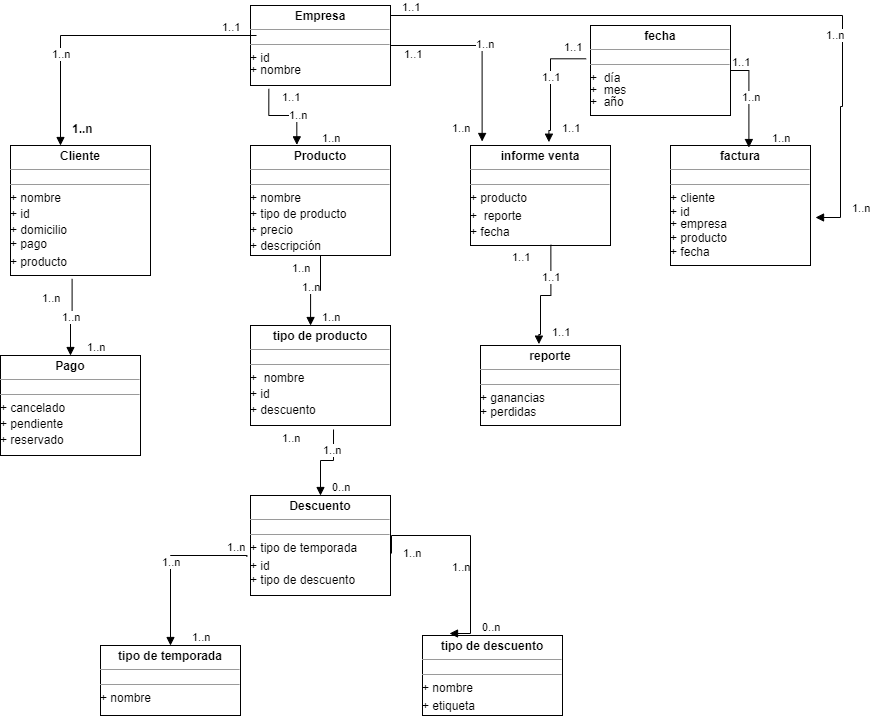 Empresa
+ id
+ nombre
1..1
1..n
1..n
1..1
1..n
1..n
1..1
1..n
1..n
1..1
1..n
1..n
fecha
+ día
+ mes
+ año
1..1
1..1
1..1
1..1
1..n
1..n
Cliente
+ nombre
+ id
+ domicilio
+ pago
+ producto
Producto
+ nombre
+ tipo de producto
+ precio
+ descripción
informe venta
+ producto
+ reporte
+ fecha
factura
+ cliente
+ id
+ empresa
+ producto
+ fecha
1..n
1..n
1..n
1..n
1..n
1..n
1..1
1..1
1..1
Pago
+ cancelado
+ pendiente
+ reservado
tipo de producto
+ nombre
+ id
+ descuento
reporte
+ ganancias
+ perdidas
1..n
1..n
0..n
Descuento
+ tipo de temporada
+ id
+ tipo de descuento
1..n
1..n
1..n
1..n
1..n
0..n
tipo de temporada
+ nombre
tipo de descuento
+ nombre
+ etiqueta